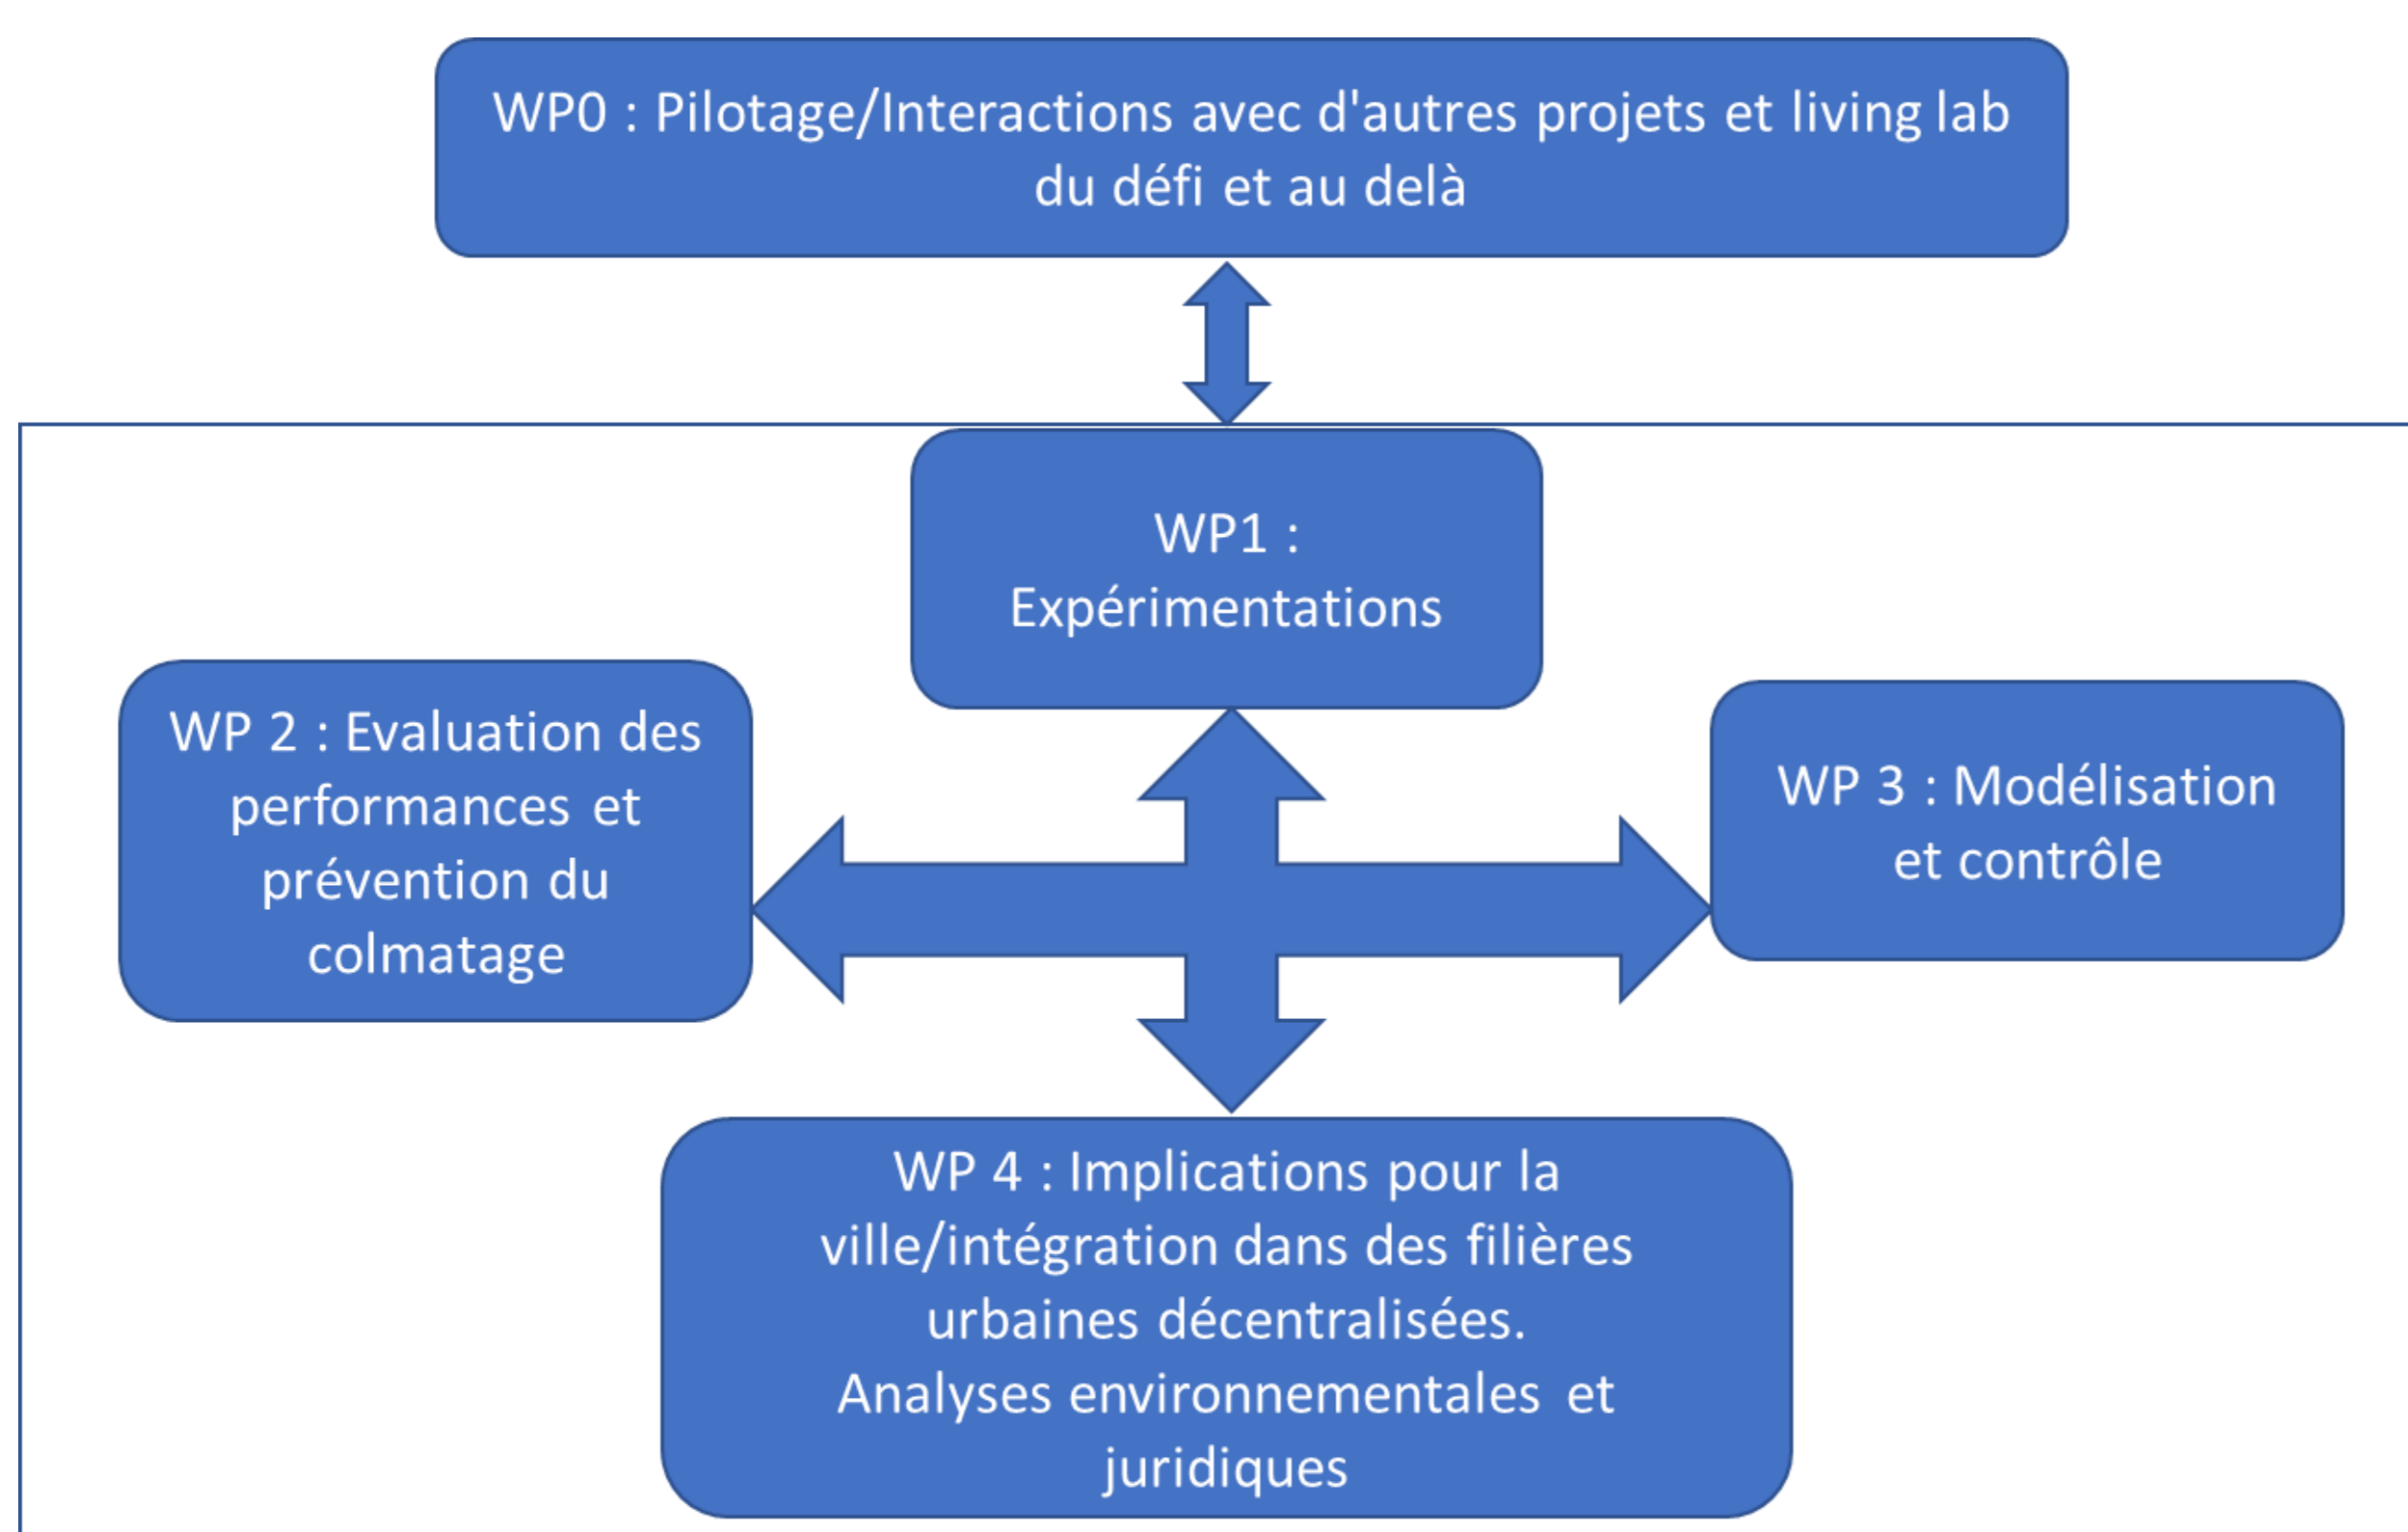 WP0 : Pilotage/Interactions avec d'autres projets et living lab
du défi et au delà
WP1 :
Expérimentations
WP 2 : Evaluation des
performances et
prévention du
colmatage
WP 3 : Modélisation
et contrôle
WP 4 : Implications pour la
ville/intégration dans des filières
urbaines décentralisées.
Analyses environnementales et
juridiques